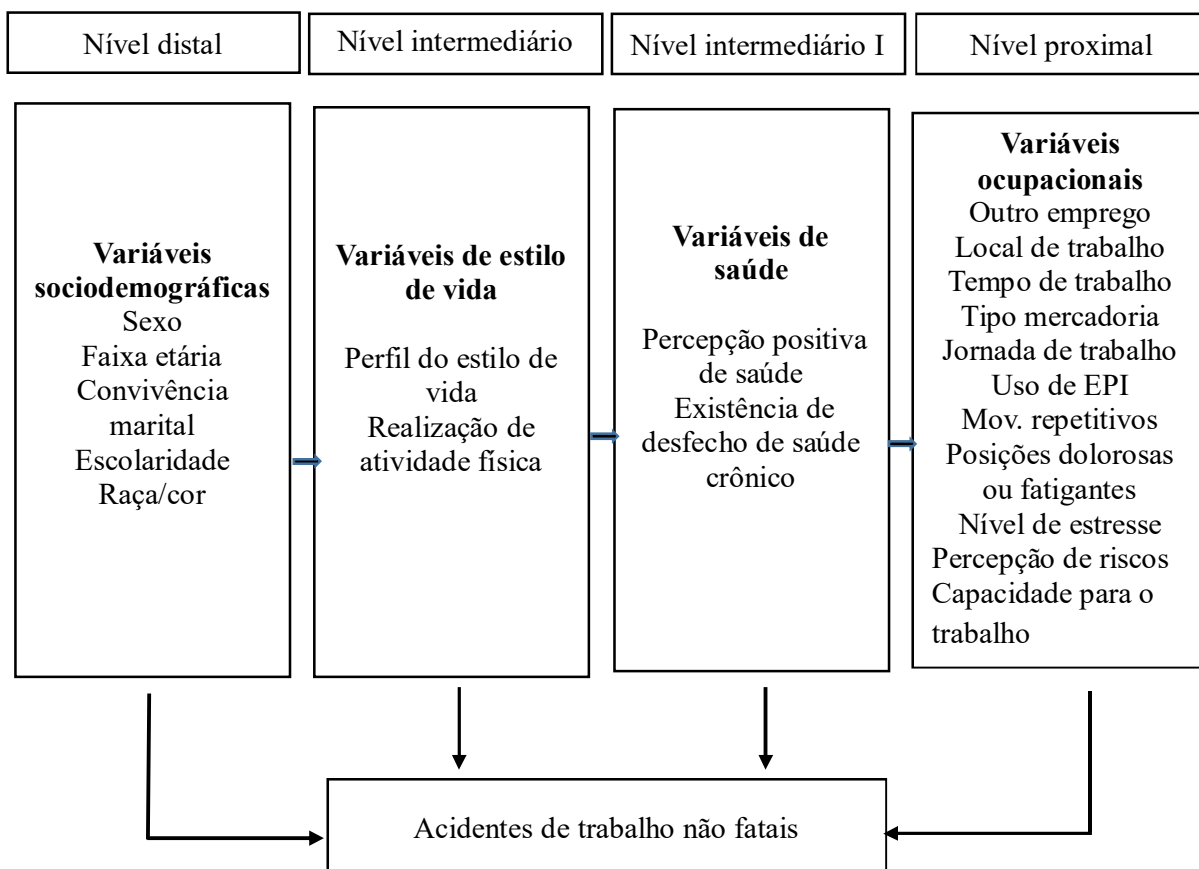 Nível distal
Nível intermediário
Nível intermediário I
Nível proximal
Variáveis
sociodemográficas
Sexo
Faixa etária
Convivência
marital
Escolaridade
Raça/cor
Variáveis de estilo
de vida
Perfil do estilo de
vida
Realização de
atividade física
Variáveis de
saúde
Percepção positiva
de saúde
Existência de
desfecho de saúde
crônico
Variáveis
ocupacionais
Outro emprego
Local de trabalho
Tempo de trabalho
Tipo mercadoria
Jornada de trabalho
Uso de EPI
Mov. repetitivos
Posições dolorosas
ou fatigantes
Nível de estresse
Percepção de riscos
Capacidade para o
trabalho
Acidentes de trabalho não fatais